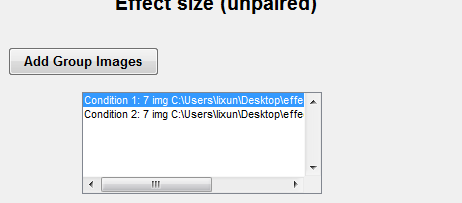 Effect size (unpaired)
Add Group Images
Condition 1: 7 img C:\Users\lixun\Desktop\effe
Condition 2: 7 img C:\Users\lixun\Desktop\effe